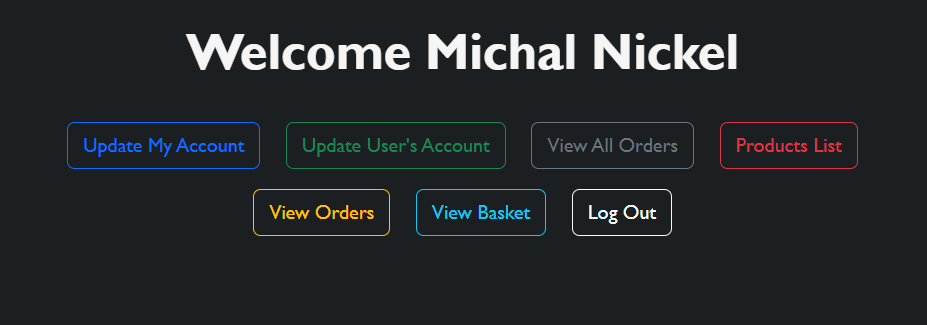 Welcome Michal Nickel
Update My Account Update User's Account View All Orders Products List
View Orders View Basket Log Out